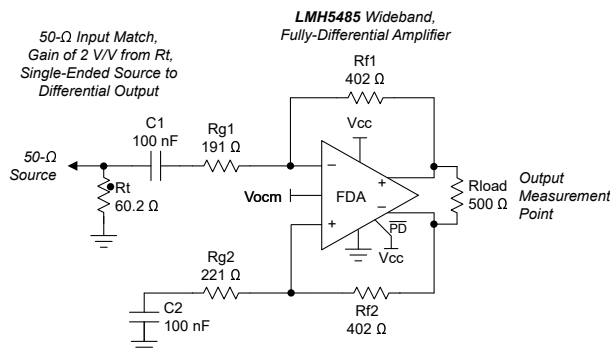 LMH5485 Wideband,
Fully-Differential Amplifier
50-Ω Input Match,
Gain of 2 V/V from Rt,
Single-Ended Source to
Differential Output
Rf1
402 Ω
C1
100 nF
Rg1
191 Ω
Vcc
50-Ω
Source
Rt
60.2 Ω
−
+
Vocm
FDA
−
+
PD
Vcc
Rload
500 Ω
Output
Measurement
Point
Rg2
221 Ω
C2
100 nF
Rf2
402 Ω